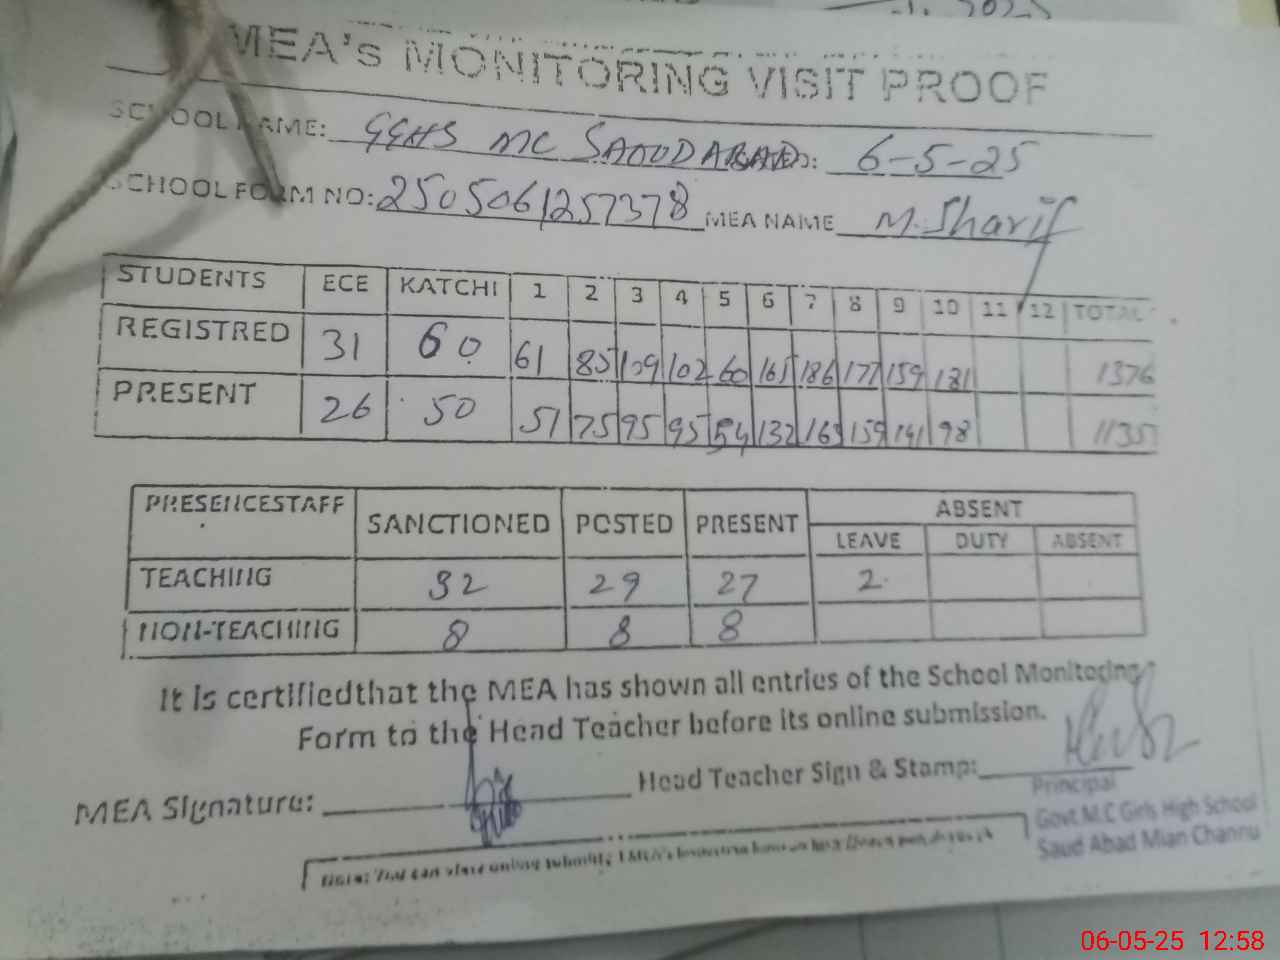 MEA's MONITORING VISIT PROOF
SCHOOL NAME: GGHS MC SAOUDABAD: 6-5-25
SCHOOL FORM NO: 2505061257378 MEA NAME M. Sharif
STUDENTS ECE KATCHI 1 2 3 4 5 6 7 8 9 10 11 12 TOTAL
REGISTRED 31 60 61 85 109 102 60 165 186 177 159 181 1376
PRESENT 26 50 51 75 95 95 54 132 163 159 141 98 1135
PRESENCESTAFF SANCTIONED POSTED PRESENT ABSENT
LEAVE DUTY ABSENT
TEACHING 32 29 27 2
NON-TEACHING 8 8 8
It is certifiedthat the MEA has shown all entries of the School Monitoring
Form to the Head Teacher before its online submission.
MEA Signature: Head Teacher Sign & Stamp:
Principal
Govt. M.C Girls High School
Saud Abad Mian Channu
06-05-25 12:58